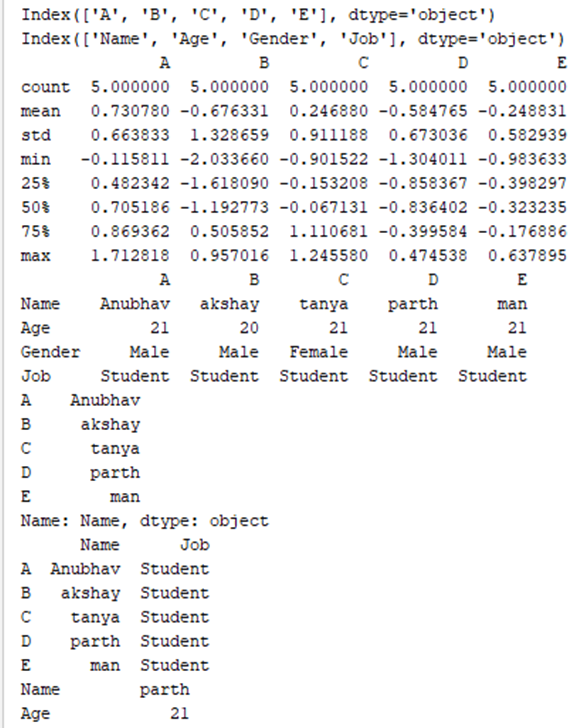 Index(['A', 'B', 'C', 'D', 'E'], dtype='object')
Index(['Name', 'Age', 'Gender', 'Job'], dtype='object')
A B C D E
count 5.000000 5.000000 5.000000 5.000000 5.000000
mean 0.730780 -0.676331 0.246880 -0.584765 -0.248831
std 0.663833 1.328659 0.911188 0.673036 0.582939
min -0.115811 -2.033660 -0.901522 -1.304011 -0.983633
25% 0.482342 -1.618090 -0.153208 -0.858367 -0.398297
50% 0.705186 -1.192773 -0.067131 -0.836402 -0.323235
75% 0.869362 0.505852 1.110681 -0.399584 -0.176886
max 1.712818 0.957016 1.245580 0.474538 0.637895
A B C D E
Name Anubhav akshay tanya parth man
Age 21 20 21 21 21
Gender Male Male Female Male Male
Job Student Student Student Student Student
A Anubhav
B akshay
C tanya
D parth
E man
Name: Name, dtype: object
Name Job
A Anubhav Student
B akshay Student
C tanya Student
D parth Student
E man Student
Name parth
Age 21